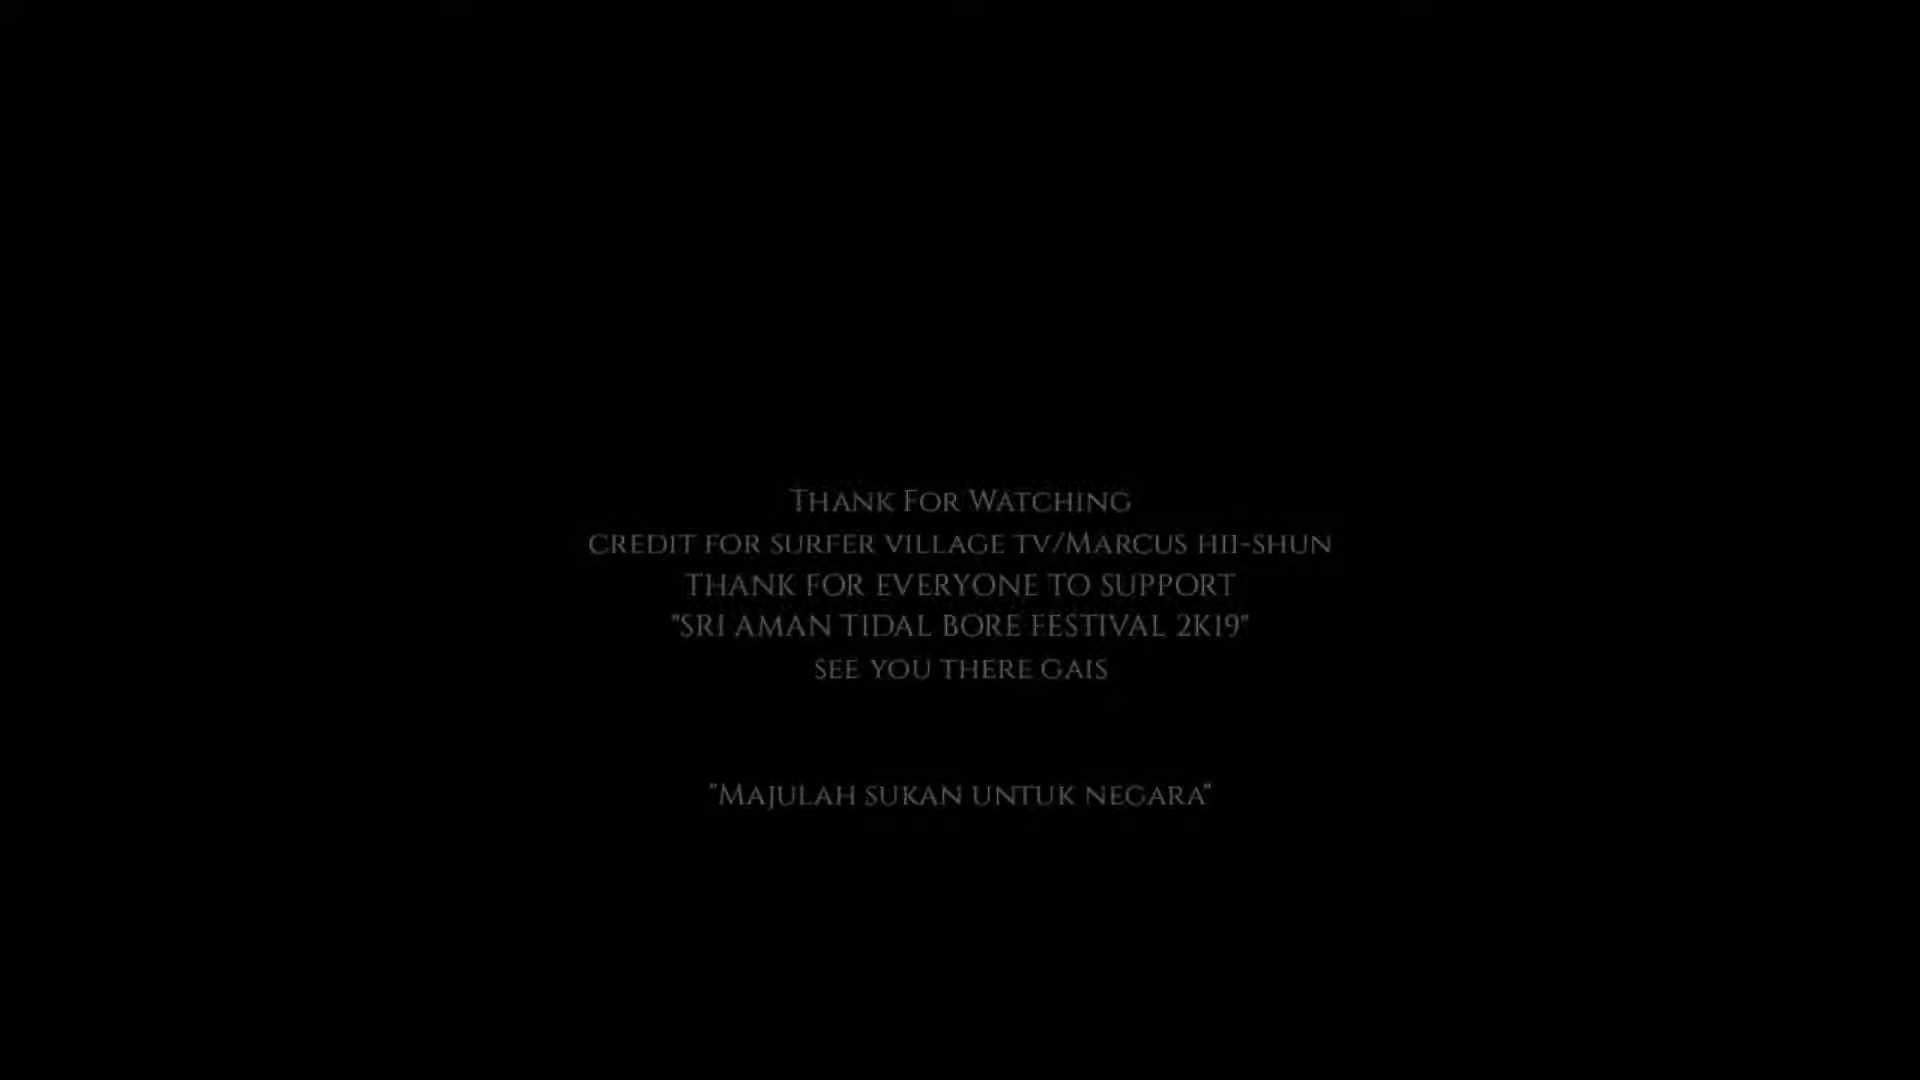 Thank For Watching
credit for surfer village tv/Marcus hii-shun
THANK FOR EVERYONE TO SUPPORT
"SRI AMAN TIDAL BORE FESTIVAL 2K19"
see you there gais
"Majulah sukan untuk negara"